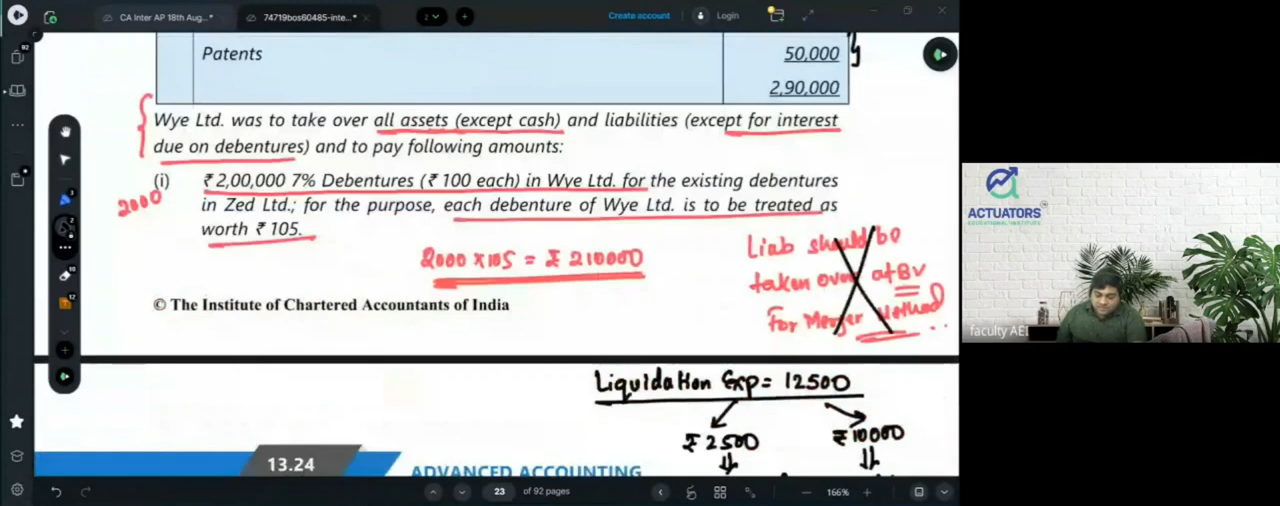 CA Inter AP 18th Aug...*
74719bos60485-inte...*
2
Create account
Login
92
Patents 50,000
2,90,000
Wye Ltd. was to take over all assets (except cash) and liabilities (except for interest
due on debentures) and to pay following amounts:
(i) ₹ 2,00,000 7% Debentures (₹ 100 each) in Wye Ltd. for the existing debentures
2000
in Zed Ltd.; for the purpose, each debenture of Wye Ltd. is to be treated as
worth ₹ 105.
2000 x 105 = ₹ 210000
Liab should be
taken over at BV
For Merger Method..
© The Institute of Chartered Accountants of India
Liquidation Exp = 12500
₹ 2500 ₹ 10000
13.24 ADVANCED ACCOUNTING
23 of 92 pages
166%
ACTUATORS
EDUCATIONAL INSTITUTE
faculty AEI